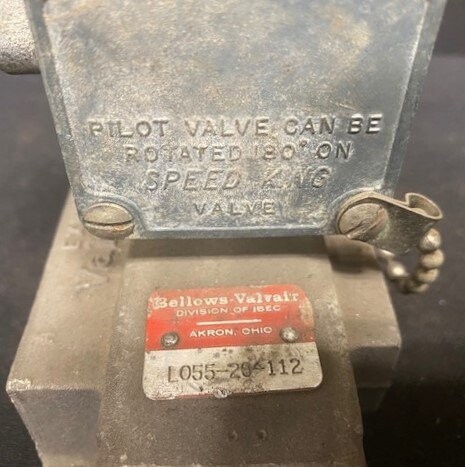 PILOT VALVE CAN BE
ROTATED 180° ON
SPEED KING
VALVE
Bellows-Valvair
DIVISION OF IBEC
AKRON, OHIO
L055-20-112